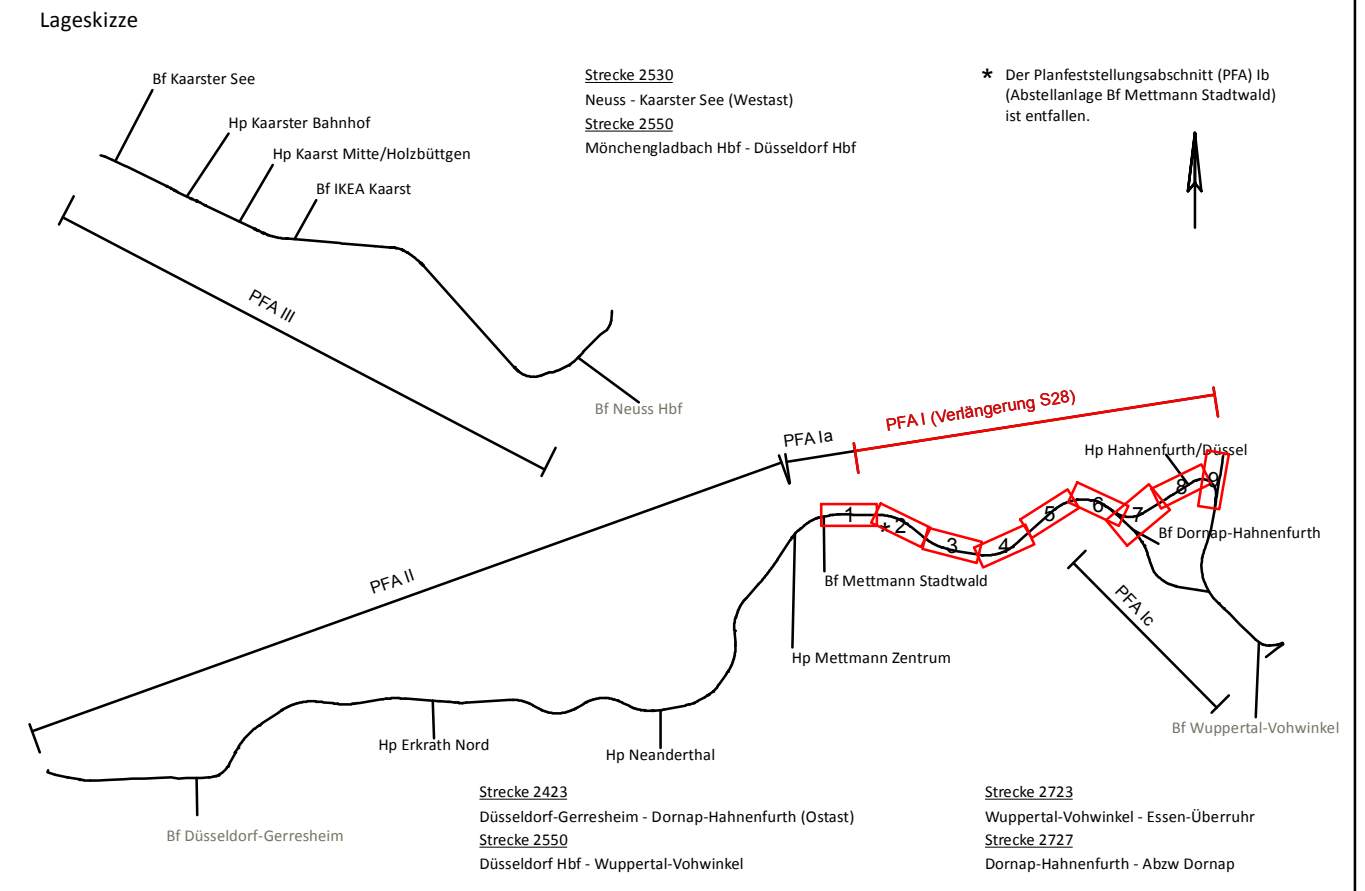 Lageskizze
Bf Kaarster See
Hp Kaarster Bahnhof
Hp Kaarst Mitte/Holzbüttgen
Bf IKEA Kaarst
Strecke 2530
Neuss - Kaarster See (Westast)
Strecke 2550
Mönchengladbach Hbf - Düsseldorf Hbf
* Der Planfeststellungsabschnitt (PFA) Ib
(Abstellanlage Bf Mettmann Stadtwald)
ist entfallen.
PFA III
Bf Neuss Hbf
PFA Ia
PFA I (Verlängerung S28)
Hp Hahnenfurth/Düssel
1
* 2
3
4
5
6
7
8
9
Bf Dornap-Hahnenfurth
Bf Mettmann Stadtwald
PFA II
PFA Ic
Hp Mettmann Zentrum
Bf Wuppertal-Vohwinkel
Hp Erkrath Nord
Hp Neanderthal
Bf Düsseldorf-Gerresheim
Strecke 2423
Düsseldorf-Gerresheim - Dornap-Hahnenfurth (Ostast)
Strecke 2550
Düsseldorf Hbf - Wuppertal-Vohwinkel
Strecke 2723
Wuppertal-Vohwinkel - Essen-Überruhr
Strecke 2727
Dornap-Hahnenfurth - Abzw Dornap